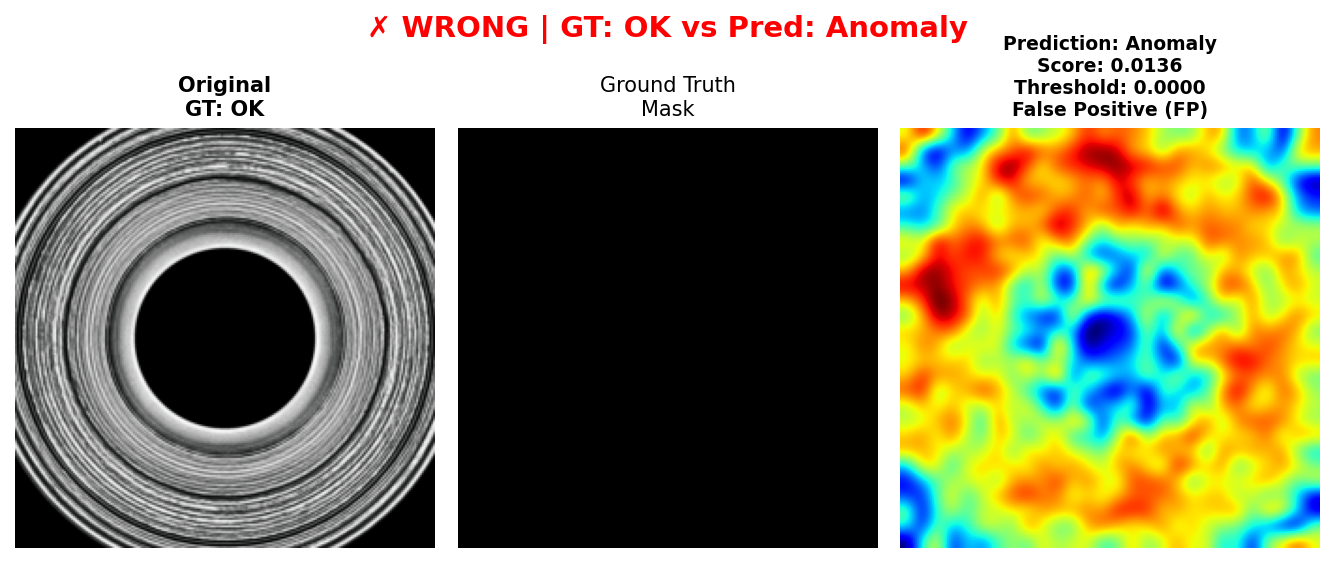 ✗ WRONG | GT: OK vs Pred: Anomaly
Original
GT: OK
Ground Truth
Mask
Prediction: Anomaly
Score: 0.0136
Threshold: 0.0000
False Positive (FP)